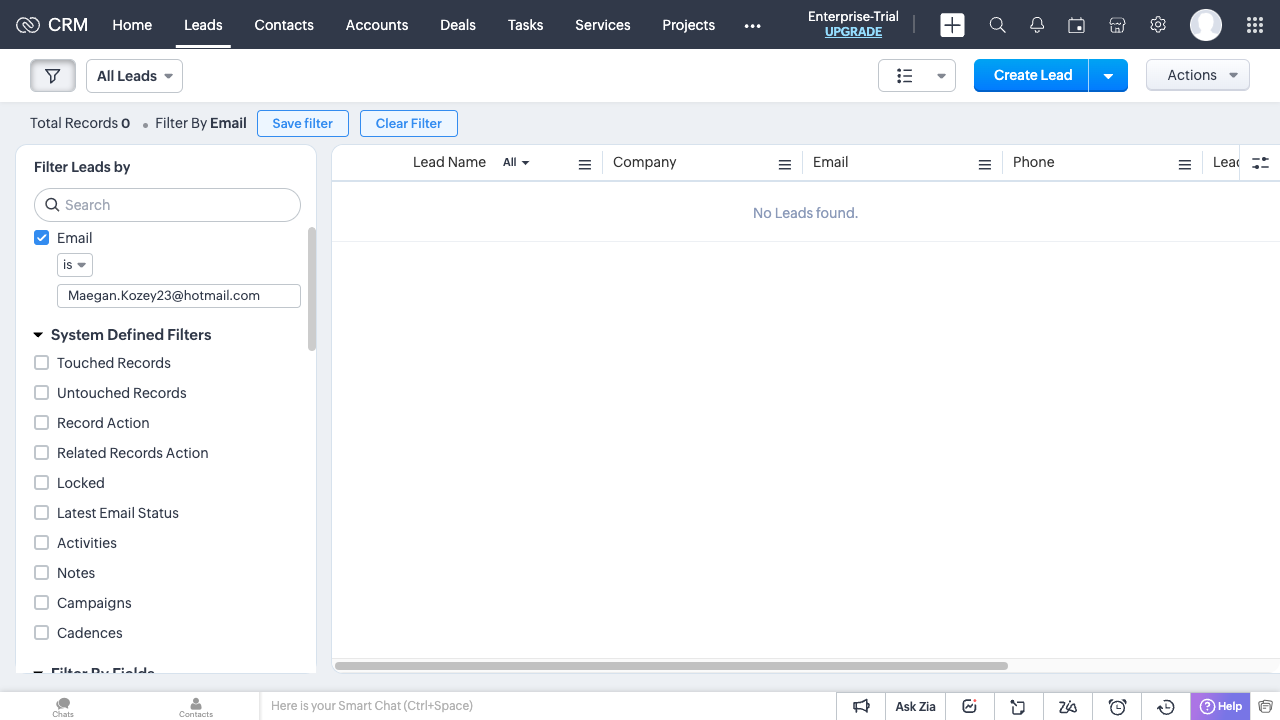 CRM Home Leads Contacts Accounts Deals Tasks Services Projects ••• Enterprise-Trial
UPGRADE
All Leads Create Lead Actions
Total Records 0 • Filter By Email Save filter Clear Filter
Filter Leads by
Search
Email
is
Maegan.Kozey23@hotmail.com
System Defined Filters
Touched Records
Untouched Records
Record Action
Related Records Action
Locked
Latest Email Status
Activities
Notes
Campaigns
Cadences
Filter By Fields
Lead Name All Company Email Phone Lead
No Leads found.
Chats Contacts Here is your Smart Chat (Ctrl+Space) Ask Zia Help